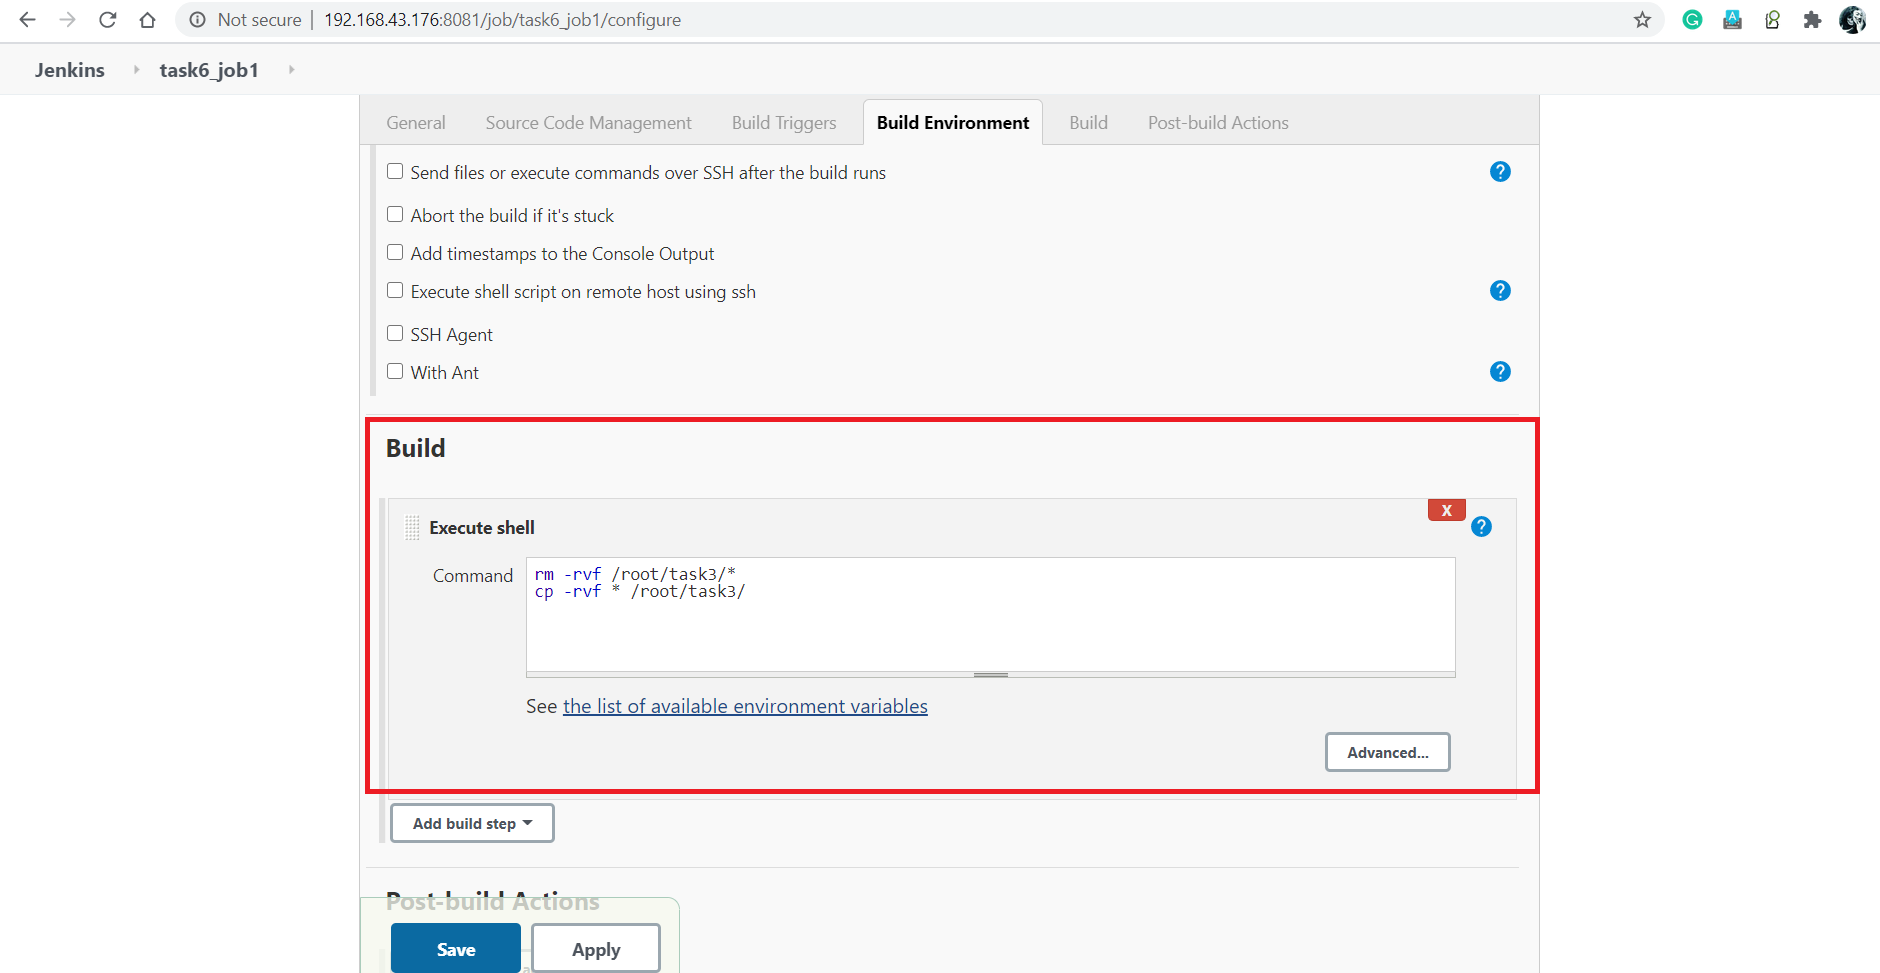 Not secure | 192.168.43.176:8081/job/task6_job1/configure
Jenkins task6_job1
General Source Code Management Build Triggers Build Environment Build Post-build Actions
Send files or execute commands over SSH after the build runs ?
Abort the build if it's stuck
Add timestamps to the Console Output
Execute shell script on remote host using ssh ?
SSH Agent
With Ant ?
Build
X
Execute shell ?
Command
rm -rvf /root/task3/*
cp -rvf * /root/task3/
See the list of available environment variables
Advanced...
Add build step
Post-build Actions
Save Apply